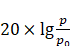 20 × lg p/p₀